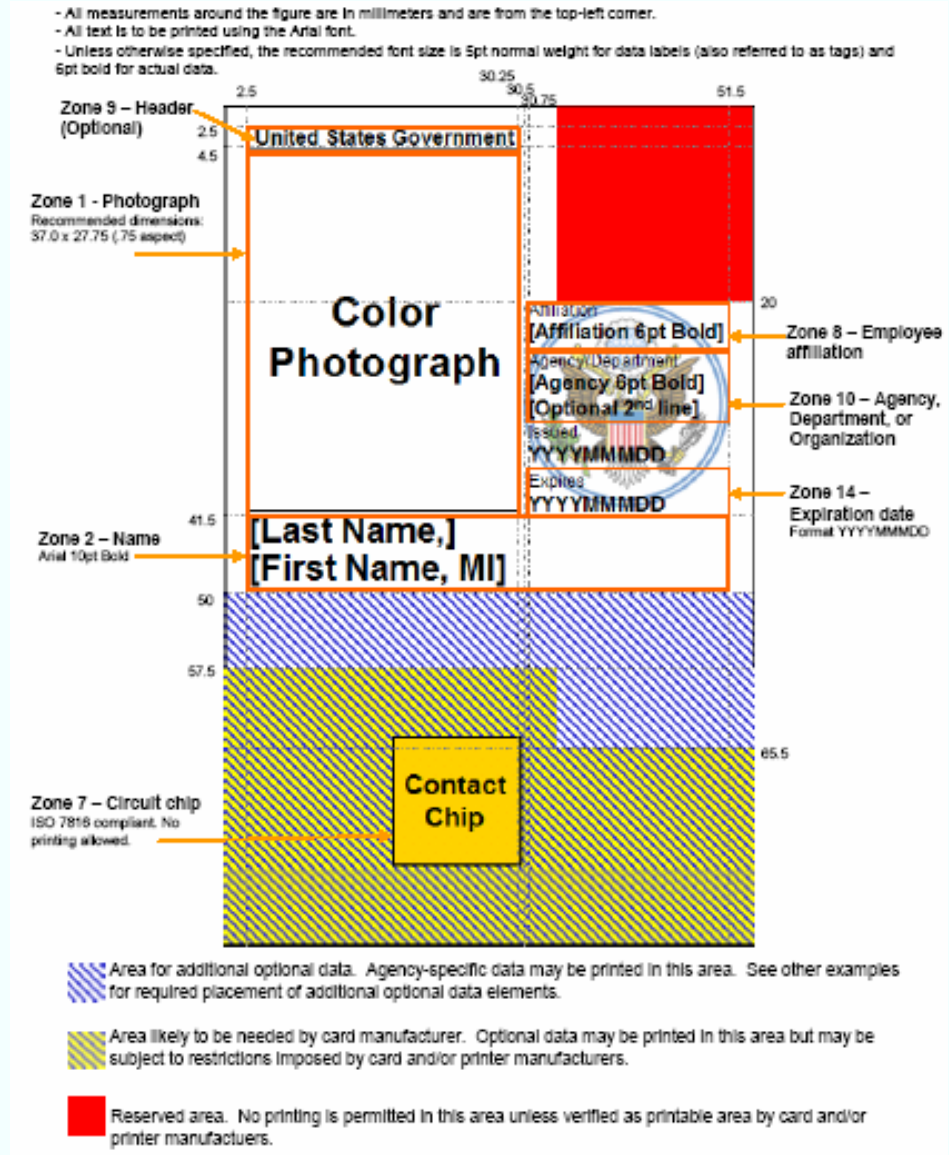 - All measurements around the figure are in millimeters and are from the top-left corner.
- All text is to be printed using the Arial font.
- Unless otherwise specified, the recommended font size is 5pt normal weight for data labels (also referred to as tags) and
6pt bold for actual data.
2.5
30.25
30.5
30.75
51.5
Zone 9 – Header
(Optional)
2.5
4.5
United States Government
Zone 1 - Photograph
Recommended dimensions:
37.0 x 27.75 (.75 aspect)
Color
Photograph
20
Affiliation
[Affiliation 6pt Bold]
Zone 8 – Employee
affiliation
Agency/Department
[Agency 6pt Bold]
[Optional 2nd line]
Zone 10 – Agency,
Department, or
Organization
Issued
YYYYMMMDD
Expires
YYYYMMMDD
Zone 14 –
Expiration date
Format YYYYMMMDD
41.5
Zone 2 – Name
Arial 10pt Bold
[Last Name,]
[First Name, MI]
50
57.5
65.5
Contact
Chip
Zone 7 – Circuit chip
ISO 7816 compliant. No
printing allowed.
Area for additional optional data. Agency-specific data may be printed in this area. See other examples
for required placement of additional optional data elements.
Area likely to be needed by card manufacturer. Optional data may be printed in this area but may be
subject to restrictions imposed by card and/or printer manufacturers.
Reserved area. No printing is permitted in this area unless verified as printable area by card and/or
printer manufactuers.